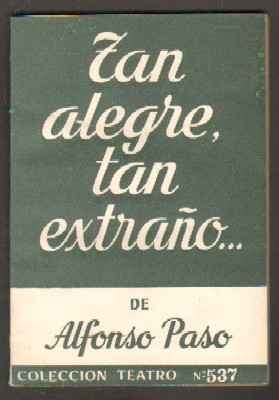 Tan
alegre,
tan
extraño...
DE
Alfonso Paso
COLECCION TEATRO Nº537